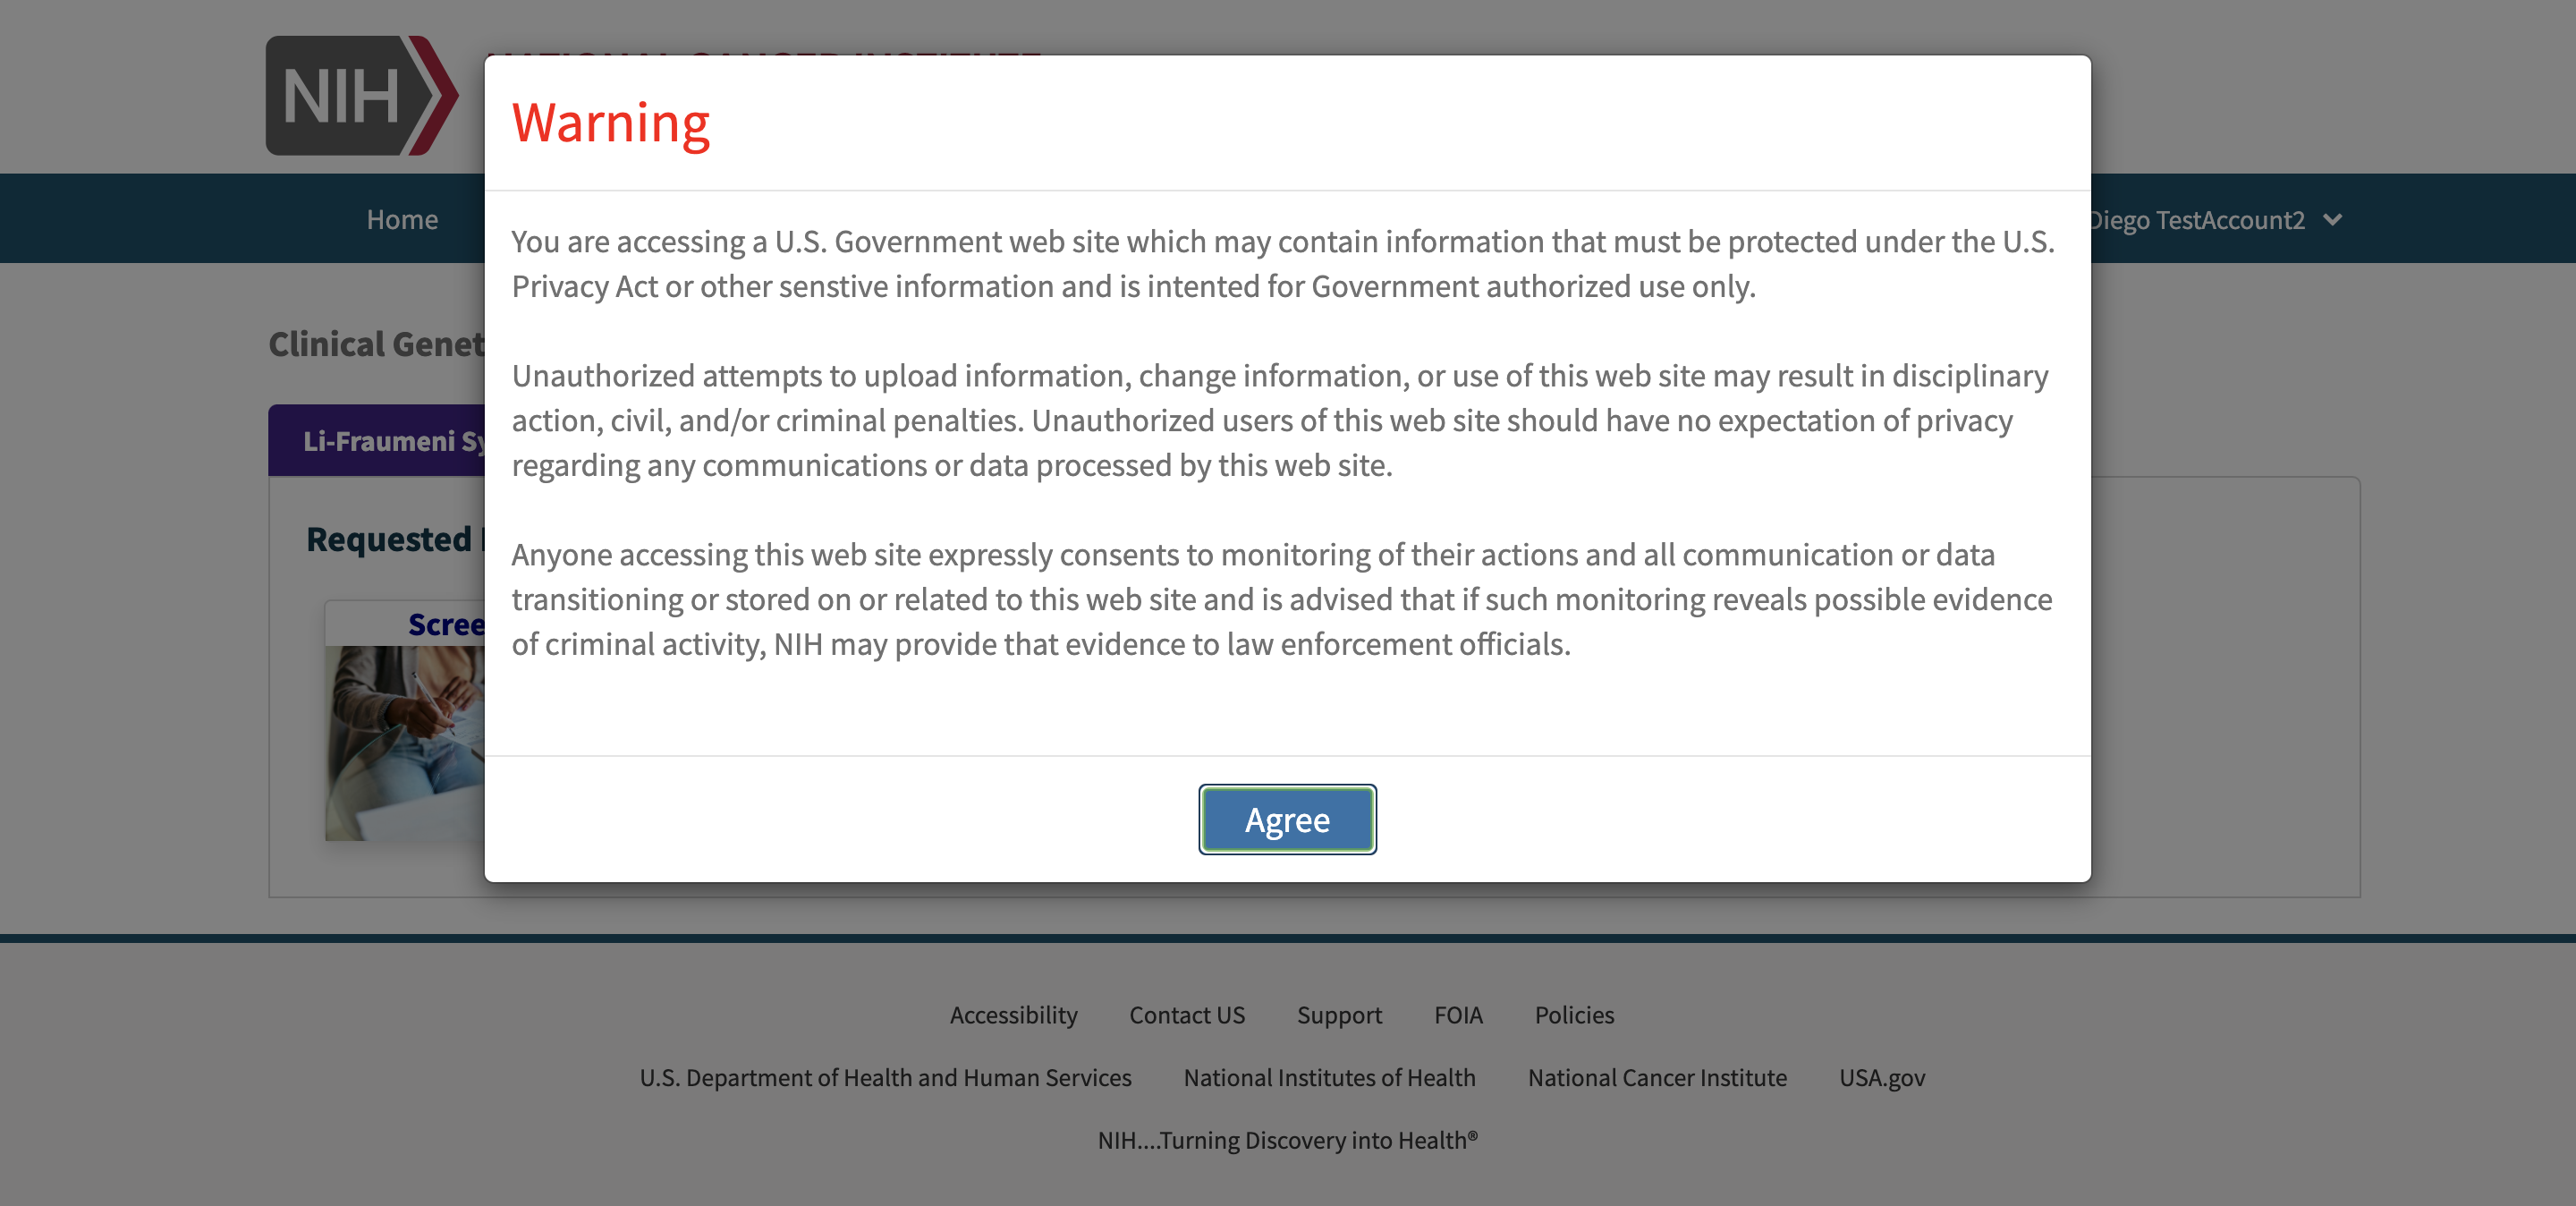 NIH
Warning
Home
Diego TestAccount2
You are accessing a U.S. Government web site which may contain information that must be protected under the U.S.
Privacy Act or other senstive information and is intented for Government authorized use only.
Clinical
Unauthorized attempts to upload information, change information, or use of this web site may result in disciplinary
action, civil, and/or criminal penalties. Unauthorized users of this web site should have no expectation of privacy
regarding any communications or data processed by this web site.
Li-Fraumeni
Requested
Anyone accessing this web site expressly consents to monitoring of their actions and all communication or data
transitioning or stored on or related to this web site and is advised that if such monitoring reveals possible evidence
of criminal activity, NIH may provide that evidence to law enforcement officials.
Agree
Accessibility Contact US Support FOIA Policies
U.S. Department of Health and Human Services National Institutes of Health National Cancer Institute USA.gov
NIH....Turning Discovery into Health®